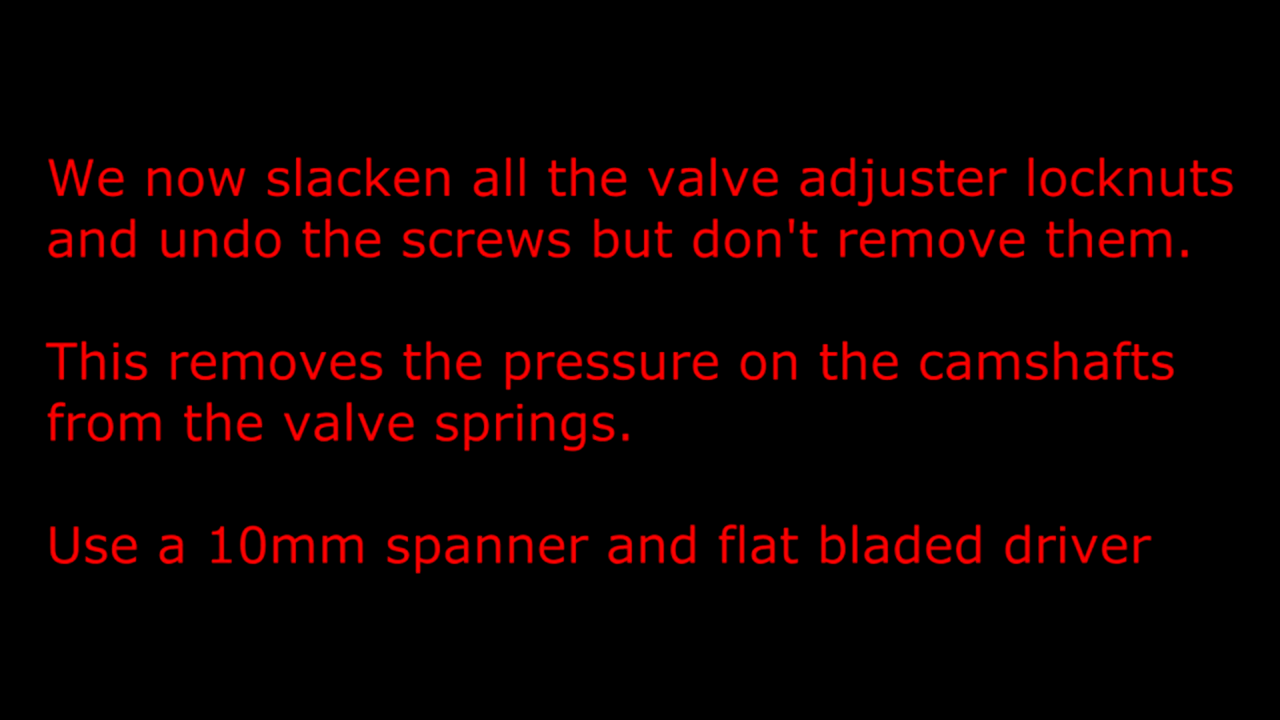 We now slacken all the valve adjuster locknuts
and undo the screws but don't remove them.
This removes the pressure on the camshafts
from the valve springs.
Use a 10mm spanner and flat bladed driver